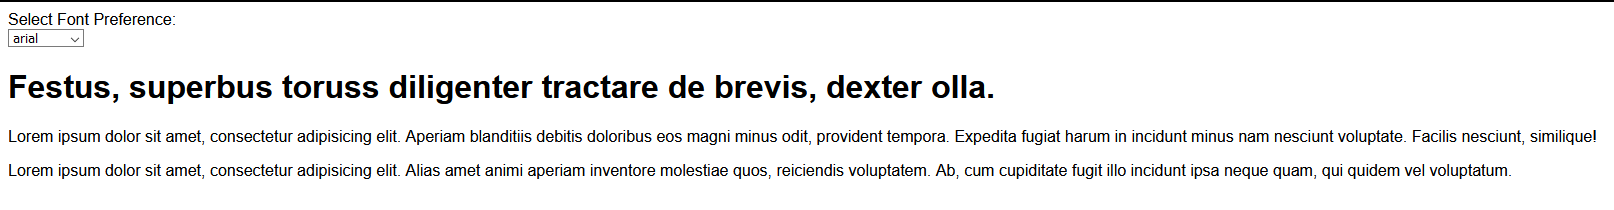 Select Font Preference:
arial
Festus, superbus toruss diligenter tractare de brevis, dexter olla.
Lorem ipsum dolor sit amet, consectetur adipisicing elit. Aperiam blanditiis debitis doloribus eos magni minus odit, provident tempora. Expedita fugiat harum in incidunt minus nam nesciunt voluptate. Facilis nesciunt, similique!
Lorem ipsum dolor sit amet, consectetur adipisicing elit. Alias amet animi aperiam inventore molestiae quos, reiciendis voluptatem. Ab, cum cupiditate fugit illo incidunt ipsa neque quam, qui quidem vel voluptatum.